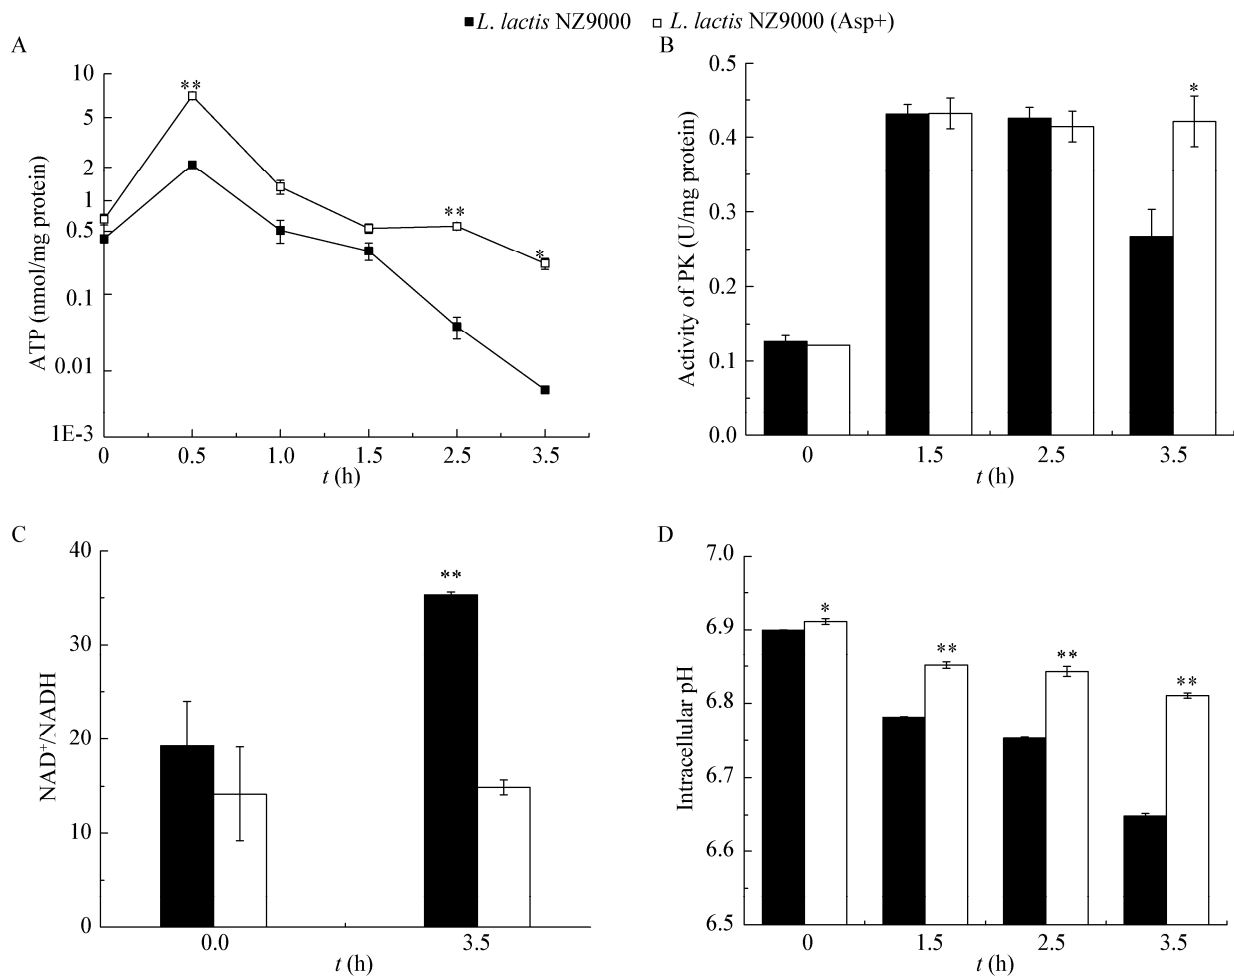 ■ L. lactis NZ9000 □ L. lactis NZ9000 (Asp+)
A
ATP (nmol/mg protein)
10
5
2
1
0.5
0.1
0.01
1E-3
** ** *
0 0.5 1.0 1.5 2.5 3.5
t (h)
B
Activity of PK (U/mg protein)
0.5
0.4
0.3
0.2
0.1
0.0
*
0 1.5 2.5 3.5
t (h)
C
NAD+/NADH
40
30
20
10
0
**
0.0 3.5
t (h)
D
Intracellular pH
7.0
6.9
6.8
6.7
6.6
6.5
* ** ** **
0 1.5 2.5 3.5
t (h)